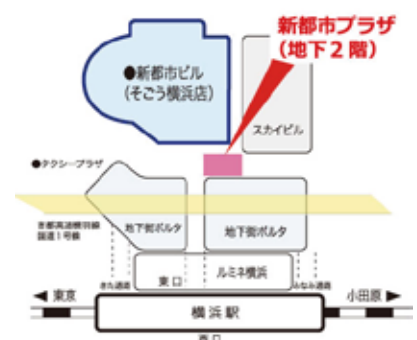 新都市プラザ
(地下2階)
●新都市ビル
(そごう横浜店)
スカイビル
●タクシープラザ
首都高速横羽線
国道1号線
地下街ポルタ
地下街ポルタ
きた通路
東口
ルミネ横浜
みなみ通路
東京
横浜駅
小田原
西口